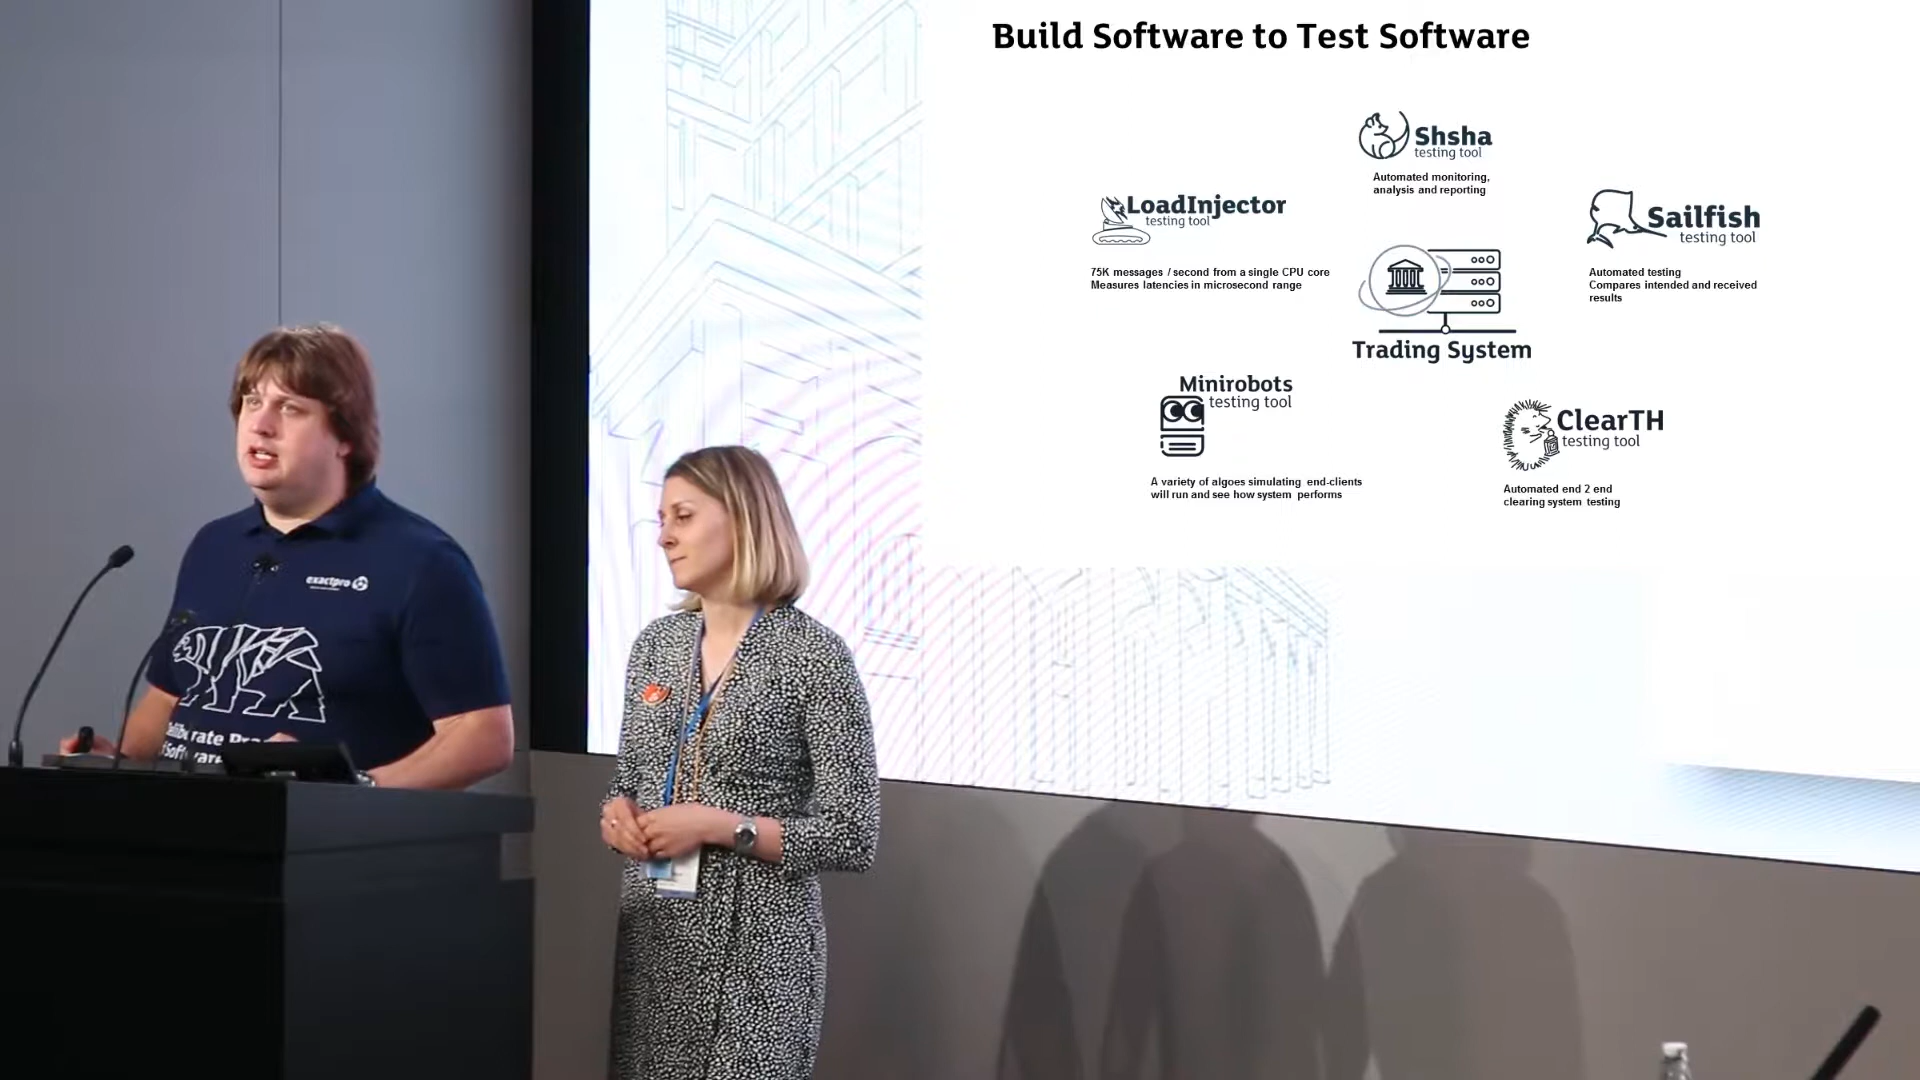 Build Software to Test Software
Shsha
testing tool
Automated monitoring,
analysis and reporting
LoadInjector
testing tool
75K messages / second from a single CPU core
Measures latencies in microsecond range
Sailfish
testing tool
Automated testing
Compares intended and received
results
Trading System
Minirobots
testing tool
A variety of algoes simulating end-clients
will run and see how system performs
ClearTH
testing tool
Automated end 2 end
clearing system testing
exactpro